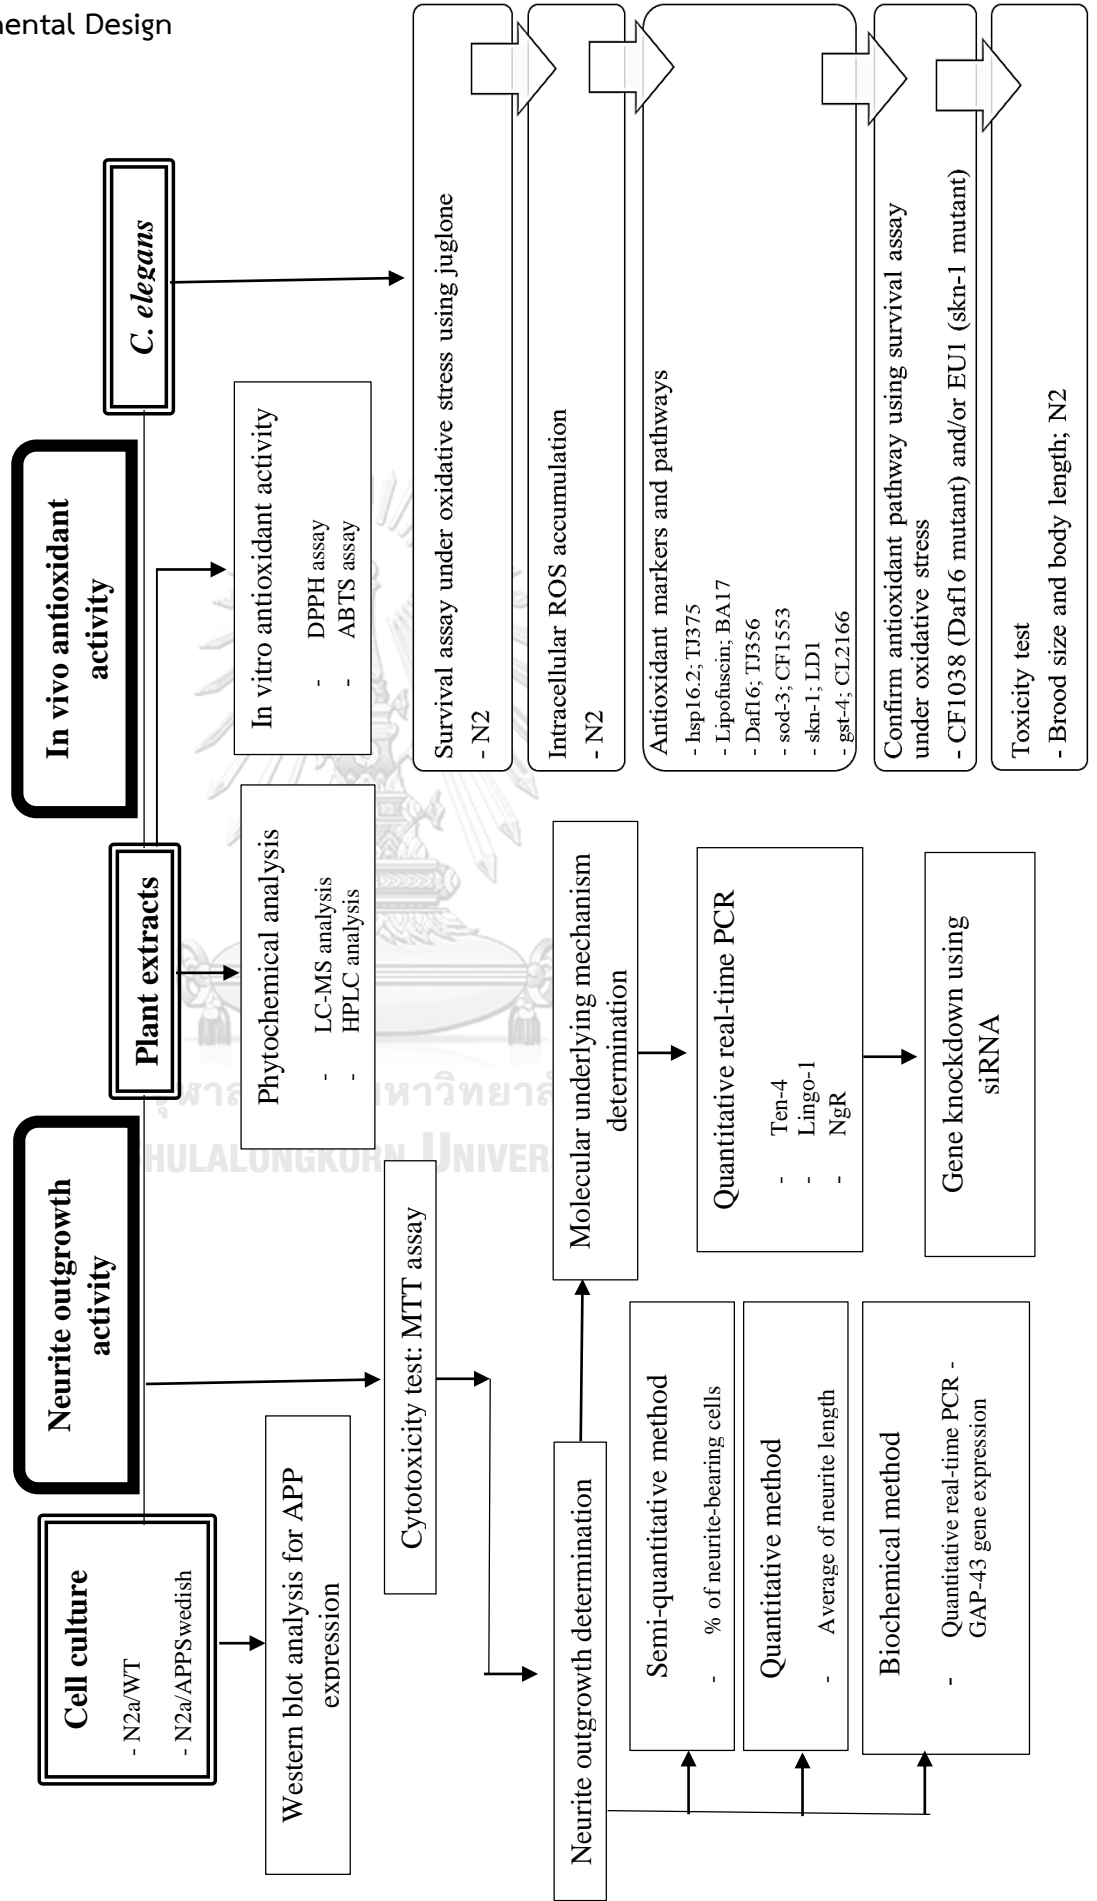 mental Design
Neurite outgrowth
activity
In vivo antioxidant
activity
Cell culture
- N2a/WT
- N2a/APPSwedish
Plant extracts
C. elegans
Western blot analysis for APP
expression
Cytotoxicity test: MTT assay
Neurite outgrowth determination
Semi-quantitative method
- % of neurite-bearing cells
Quantitative method
- Average of neurite length
Biochemical method
- Quantitative real-time PCR -
GAP-43 gene expression
Molecular underlying mechanism
determination
Quantitative real-time PCR
- Ten-4
- Lingo-1
- NgR
Gene knockdown using
siRNA
Phytochemical analysis
- LC-MS analysis
- HPLC analysis
In vitro antioxidant activity
- DPPH assay
- ABTS assay
Survival assay under oxidative stress using juglone
- N2
Intracellular ROS accumulation
- N2
Antioxidant markers and pathways
- hsp16.2; TJ375
- Lipofuscin; BA17
- Daf16; TJ356
- sod-3; CF1553
- skn-1; LD1
- gst-4; CL2166
Confirm antioxidant pathway using survival assay
under oxidative stress
- CF1038 (Daf16 mutant) and/or EU1 (skn-1 mutant)
Toxicity test
- Brood size and body length; N2
HULALONGKORN UNIVER